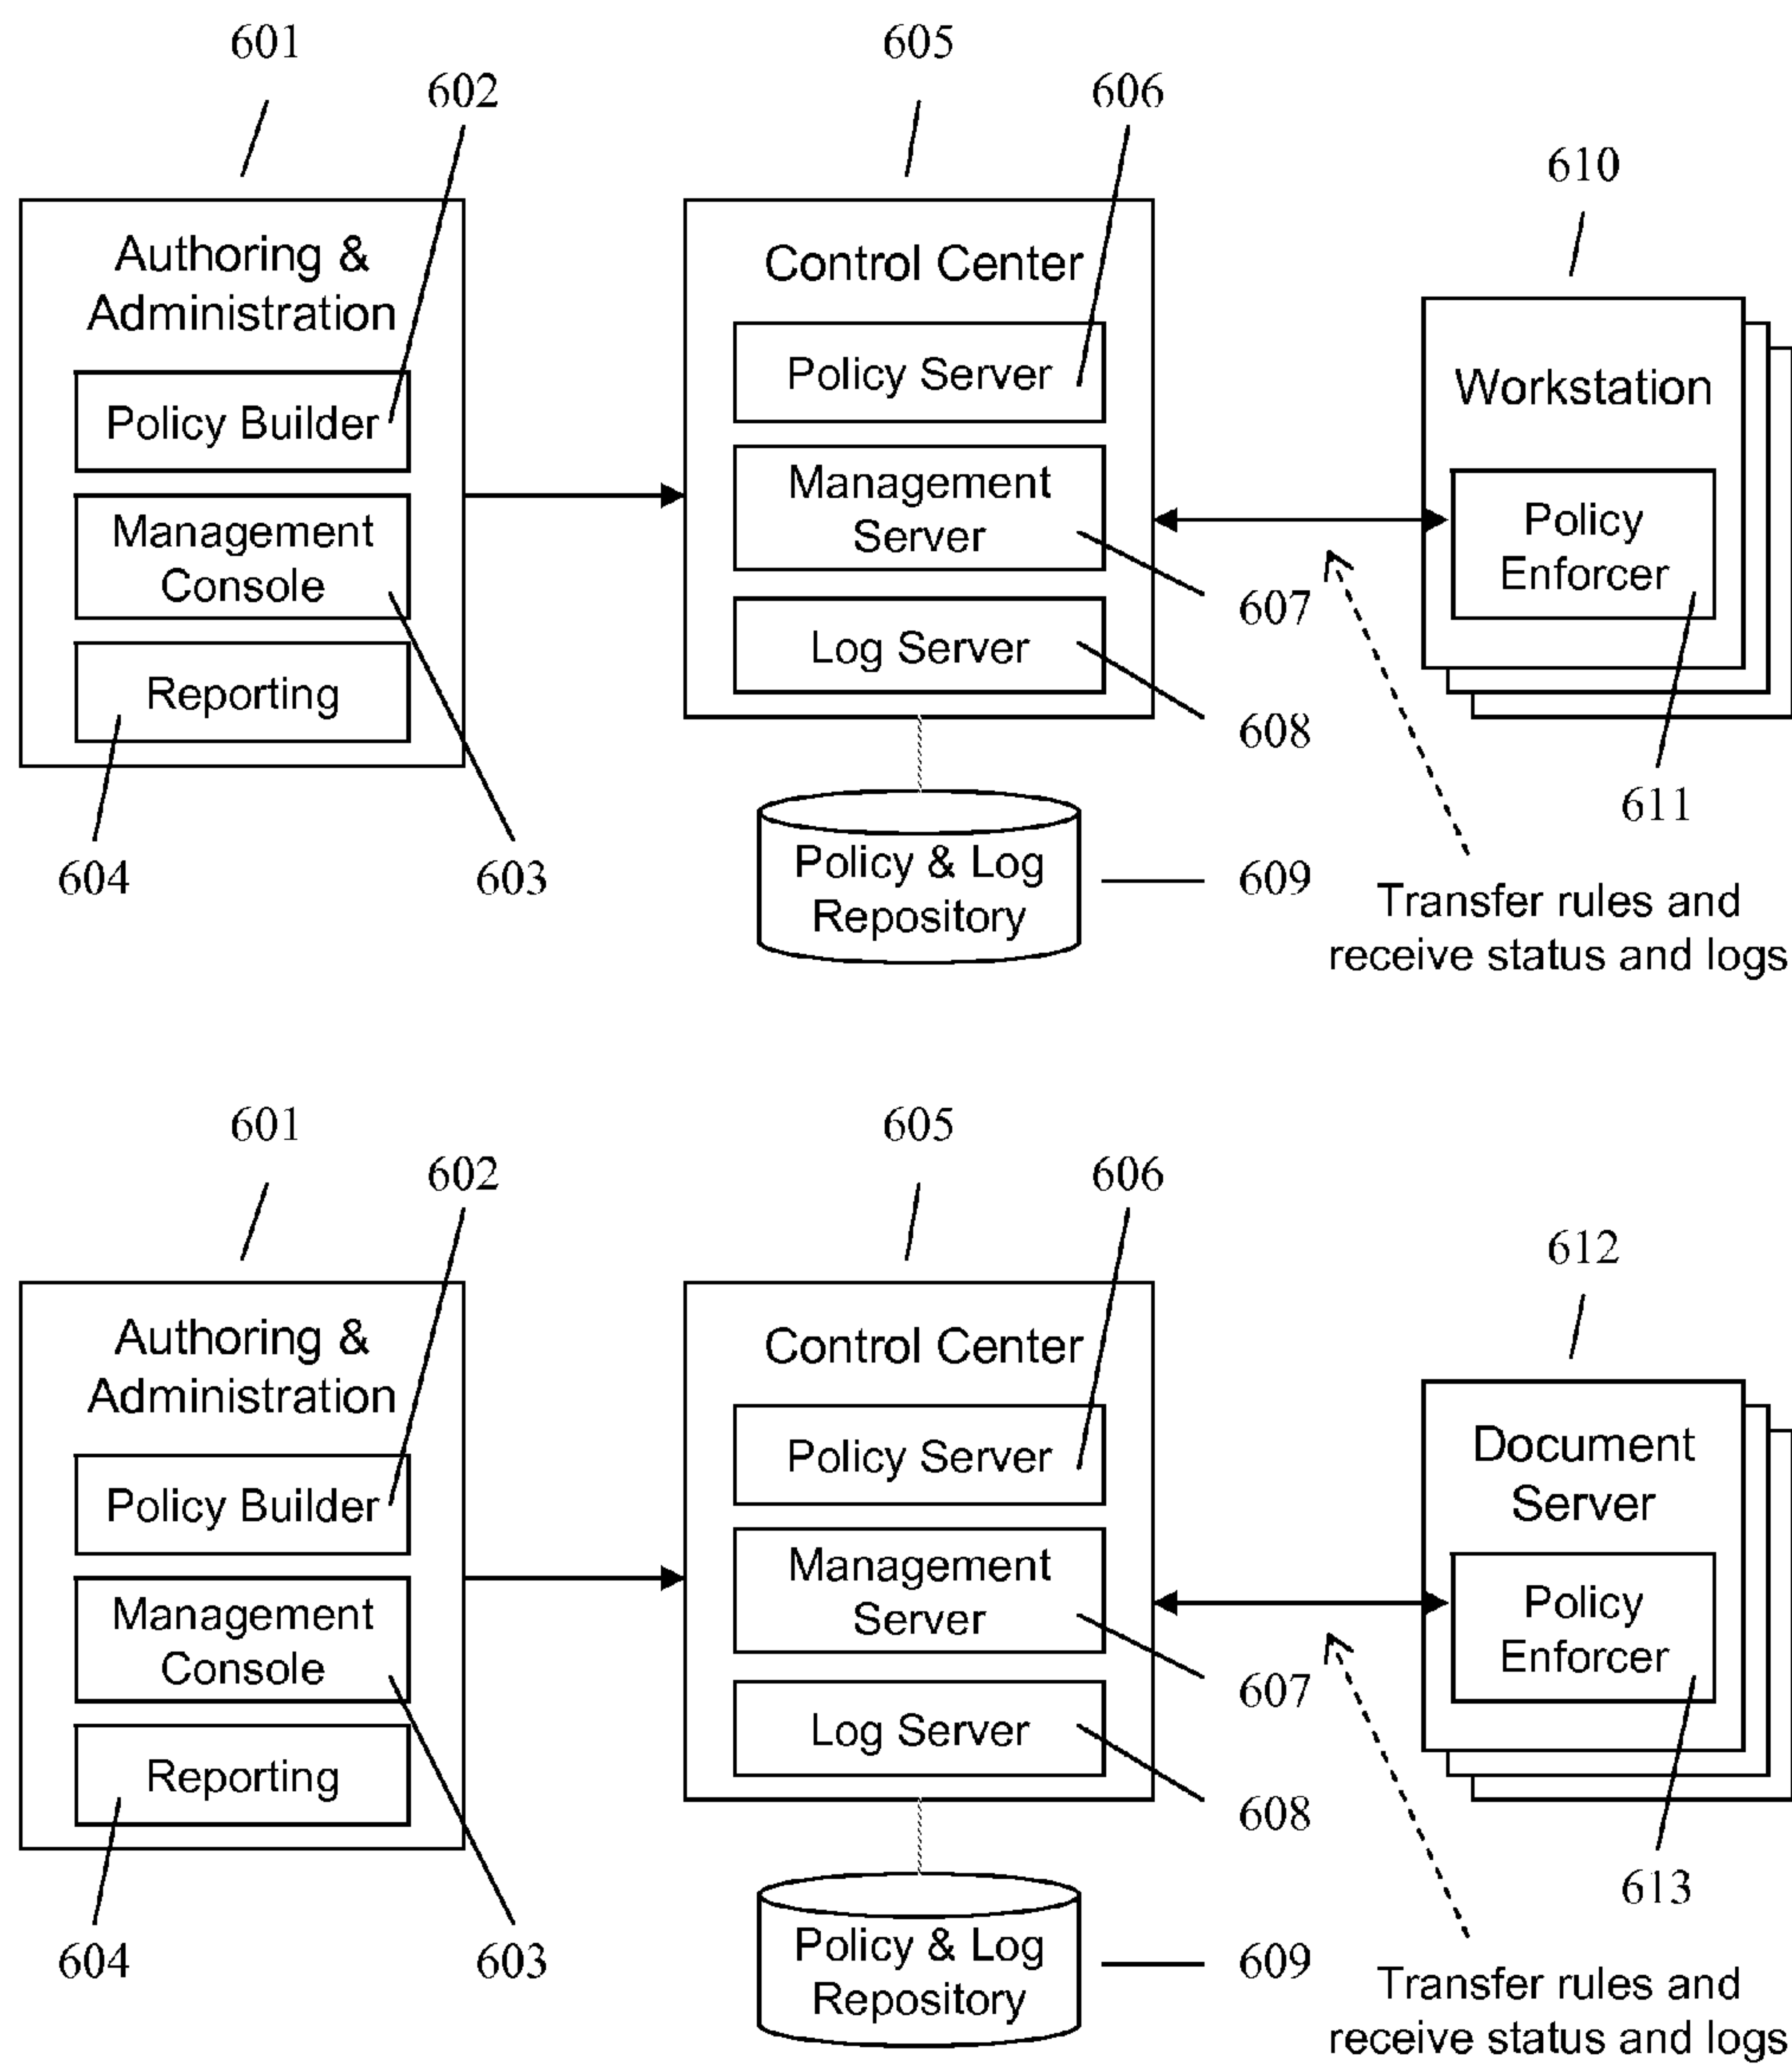 601
602
605
606
610
Authoring &
Administration
Policy Builder
Management
Console
Reporting
604
603
Control Center
Policy Server
Management
Server
Log Server
607
608
Policy & Log
Repository
609
Workstation
Policy
Enforcer
611
Transfer rules and
receive status and logs
601
602
605
606
612
Authoring &
Administration
Policy Builder
Management
Console
Reporting
604
603
Control Center
Policy Server
Management
Server
Log Server
607
608
Policy & Log
Repository
609
Document
Server
Policy
Enforcer
613
Transfer rules and
receive status and logs